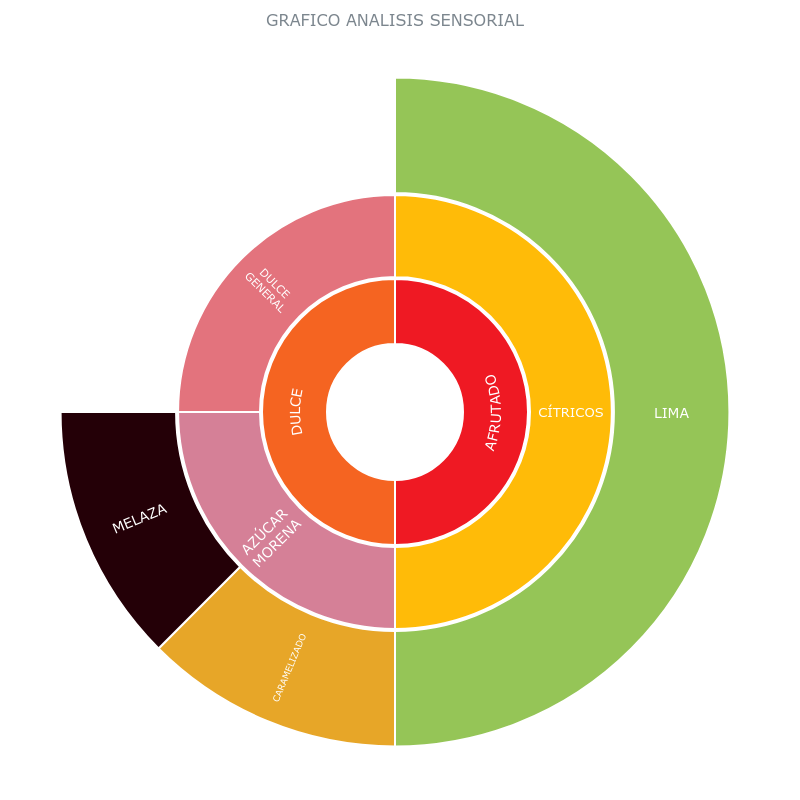 GRAFICO ANALISIS SENSORIAL
DULCE
GENERAL
DULCE
AFRUTADO
CÍTRICOS
LIMA
MELAZA
AZÚCAR
MORENA
CARAMELIZADO